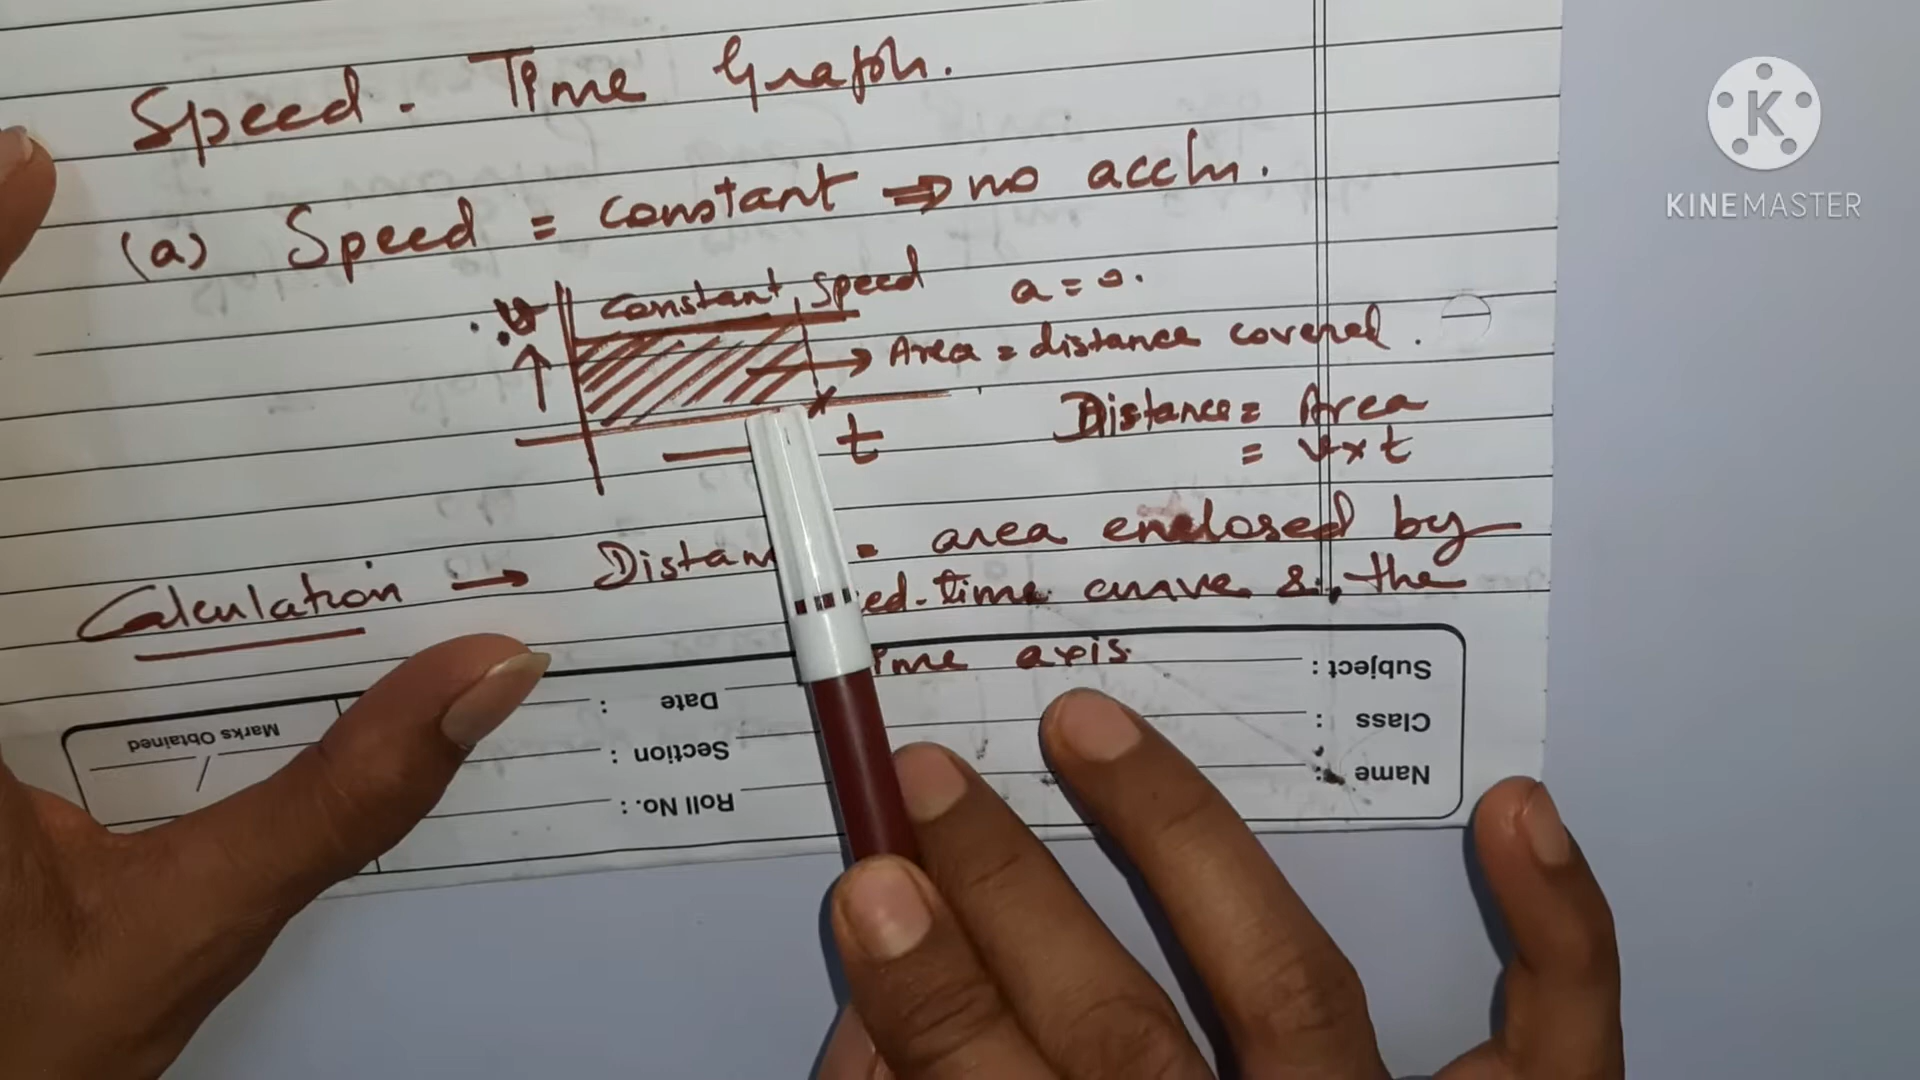 Speed - Time Graph.
(a) Speed = constant ⇒ no accln.
constant speed
a = 0.
v
→ Area = distance covered.
t
Distance = Area
= v x t
Calculation → Distan = area enclosed by
ed-time curve & the
ime axis.
Subject :
Class :
Name :
Date :
Section :
Roll No. :
Marks Obtained
K
KINEMASTER